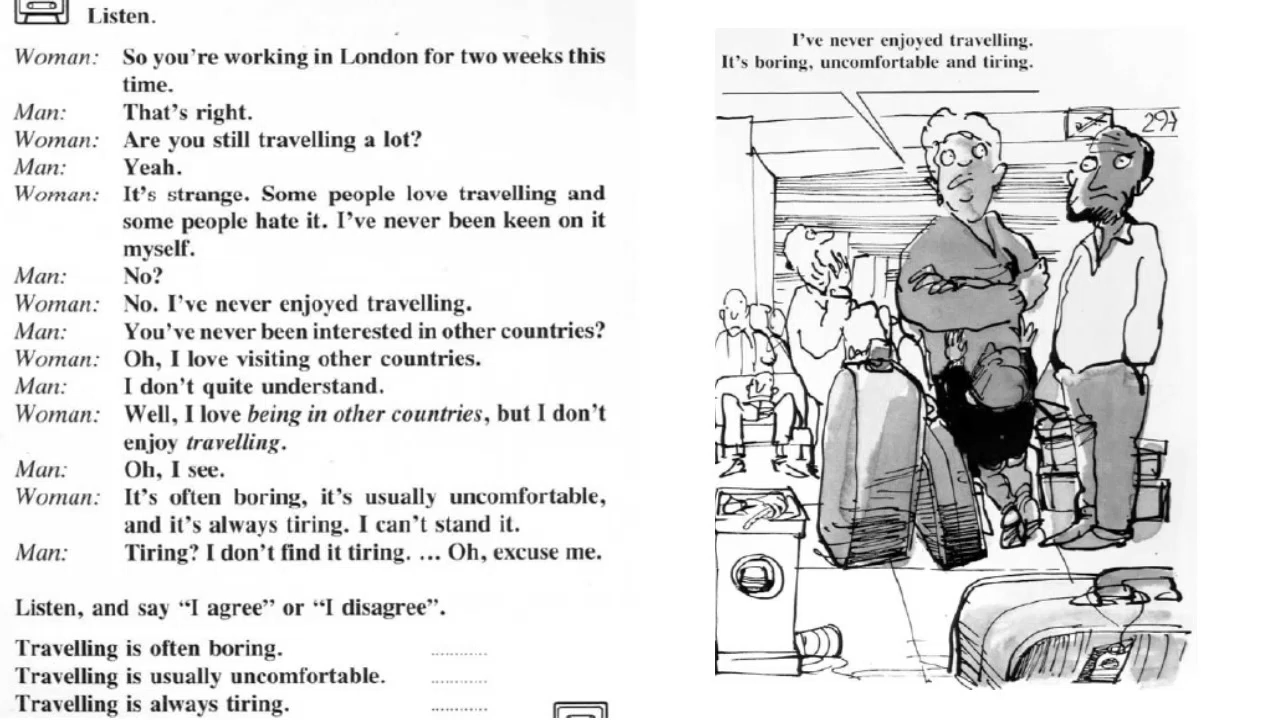 Listen.
Woman: So you're working in London for two weeks this
time.
Man: That's right.
Woman: Are you still travelling a lot?
Man: Yeah.
Woman: It's strange. Some people love travelling and
some people hate it. I've never been keen on it
myself.
Man: No?
Woman: No. I've never enjoyed travelling.
Man: You've never been interested in other countries?
Woman: Oh, I love visiting other countries.
Man: I don't quite understand.
Woman: Well, I love being in other countries, but I don't
enjoy travelling.
Man: Oh, I see.
Woman: It's often boring, it's usually uncomfortable,
and it's always tiring. I can't stand it.
Man: Tiring? I don't find it tiring. ... Oh, excuse me.
Listen, and say “I agree” or “I disagree”.
Travelling is often boring. ............
Travelling is usually uncomfortable. ............
Travelling is always tiring. ............
I've never enjoyed travelling.
It's boring, uncomfortable and tiring.